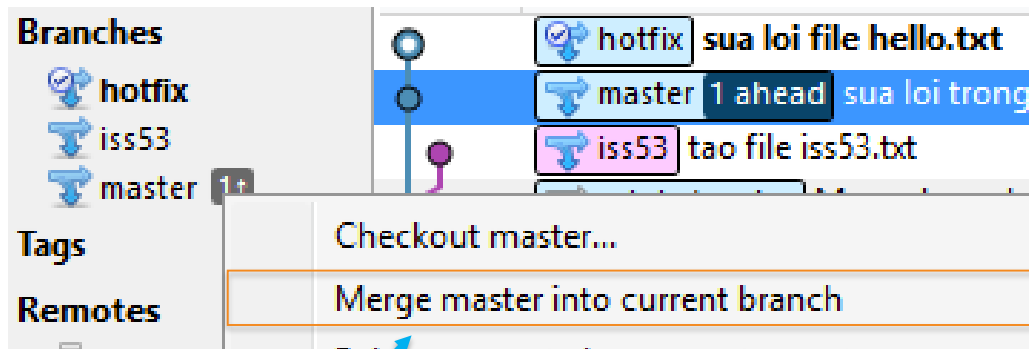 Branches
hotfix
iss53
master 1↑
Tags
Remotes
hotfix sua loi file hello.txt
master 1 ahead sua loi trong
iss53 tao file iss53.txt
Checkout master...
Merge master into current branch